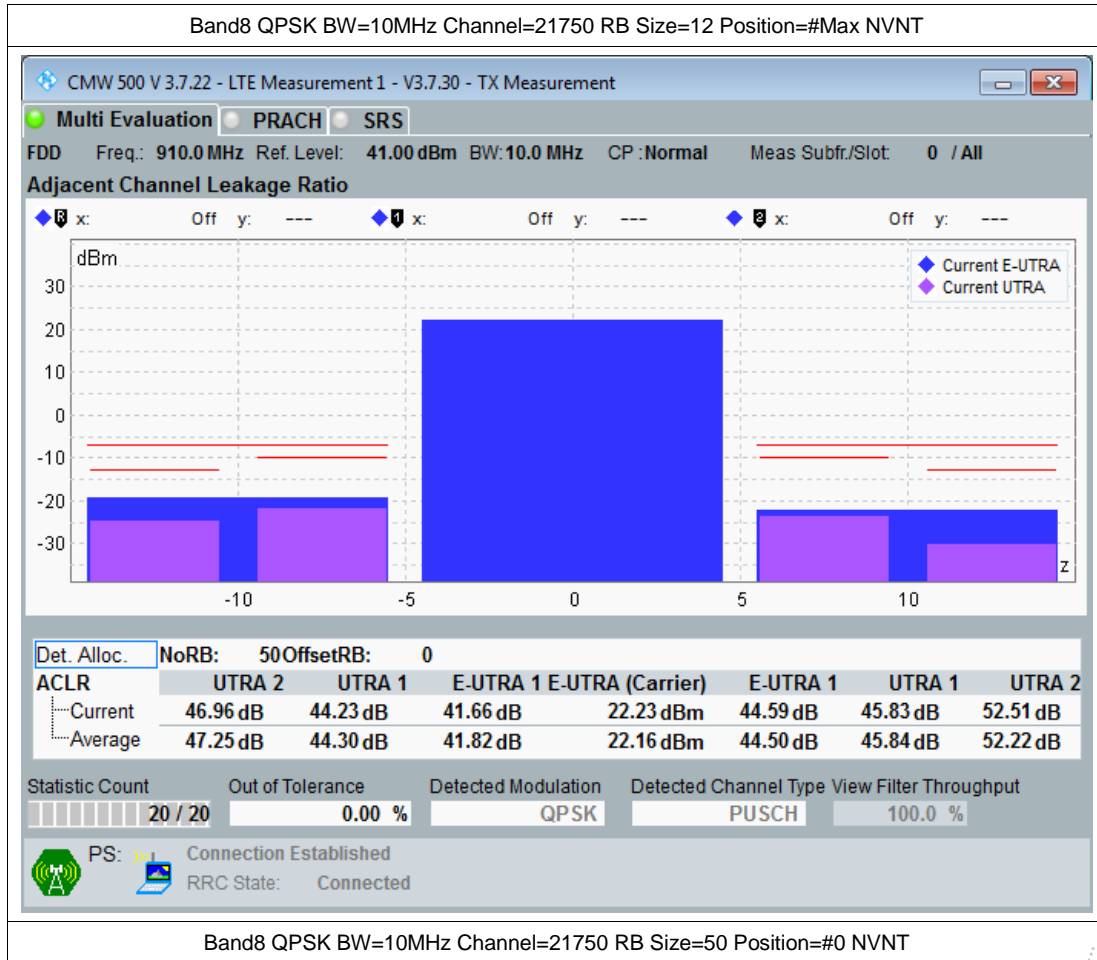 Band8 QPSK BW=10MHz Channel=21750 RB Size=12 Position=#Max NVNT
CMW 500 V 3.7.22 - LTE Measurement 1 - V3.7.30 - TX Measurement
Multi Evaluation PRACH SRS
FDD Freq.: 910.0 MHz Ref. Level: 41.00 dBm BW: 10.0 MHz CP : Normal Meas Subfr./Slot: 0 / All
Adjacent Channel Leakage Ratio
R x: Off y: --- 1 x: Off y: --- 2 x: Off y: ---
dBm
Current E-UTRA
Current UTRA
30
20
10
0
-10
-20
-30
z
-10 -5 0 5 10
Det. Alloc. NoRB: 50 OffsetRB: 0
ACLR UTRA 2 UTRA 1 E-UTRA 1 E-UTRA (Carrier) E-UTRA 1 UTRA 1 UTRA 2
Current 46.96 dB 44.23 dB 41.66 dB 22.23 dBm 44.59 dB 45.83 dB 52.51 dB
Average 47.25 dB 44.30 dB 41.82 dB 22.16 dBm 44.50 dB 45.84 dB 52.22 dB
Statistic Count Out of Tolerance Detected Modulation Detected Channel Type View Filter Throughput
20 / 20 0.00 % QPSK PUSCH 100.0 %
PS: Connection Established
RRC State: Connected
Band8 QPSK BW=10MHz Channel=21750 RB Size=50 Position=#0 NVNT